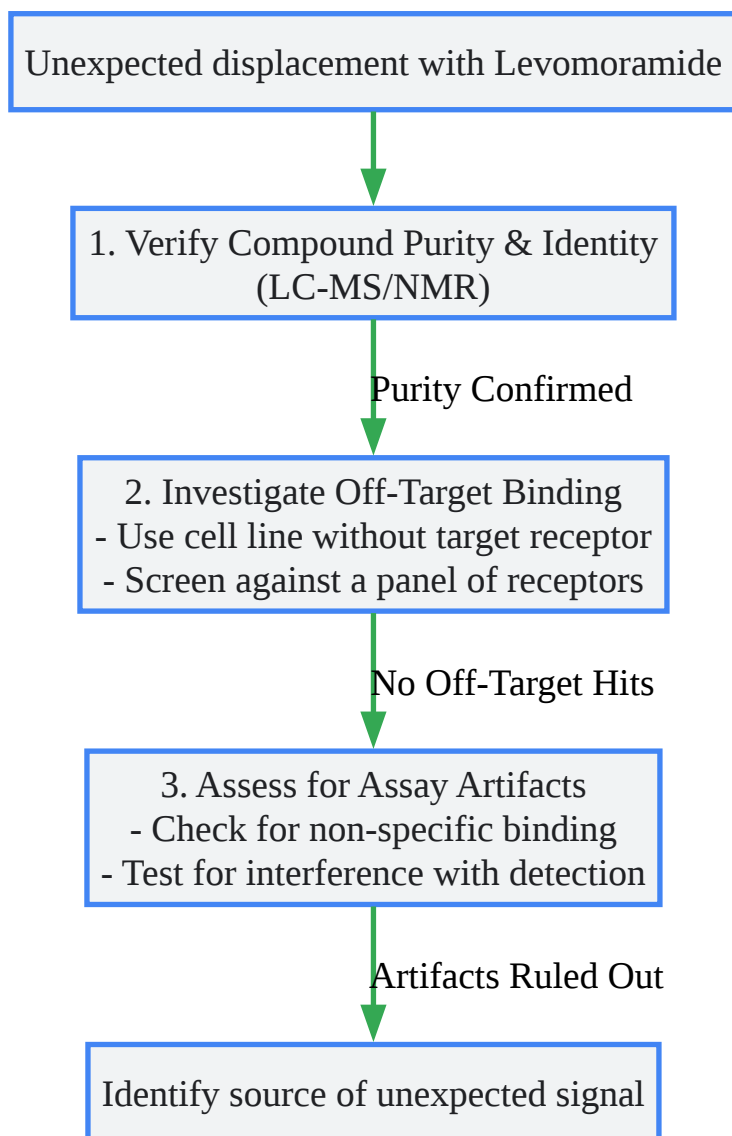 Unexpected displacement with Levomoramide
1. Verify Compound Purity & Identity
(LC-MS/NMR)
Purity Confirmed
2. Investigate Off-Target Binding
- Use cell line without target receptor
- Screen against a panel of receptors
No Off-Target Hits
3. Assess for Assay Artifacts
- Check for non-specific binding
- Test for interference with detection
Artifacts Ruled Out
Identify source of unexpected signal